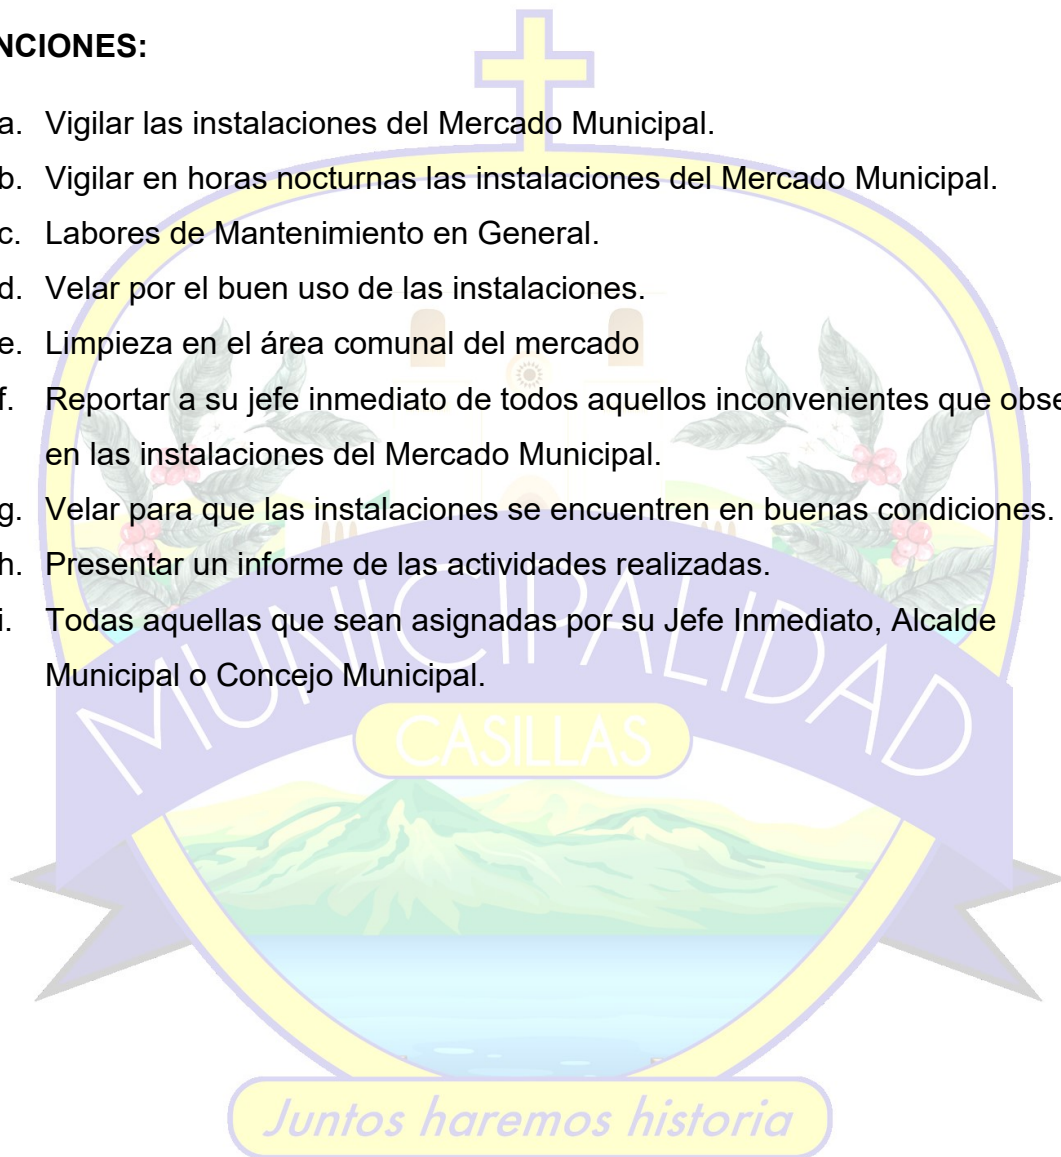 NCIONES:
a. Vigilar las instalaciones del Mercado Municipal.
b. Vigilar en horas nocturnas las instalaciones del Mercado Municipal.
c. Labores de Mantenimiento en General.
d. Velar por el buen uso de las instalaciones.
e. Limpieza en el área comunal del mercado
f. Reportar a su jefe inmediato de todos aquellos inconvenientes que obse
en las instalaciones del Mercado Municipal.
g. Velar para que las instalaciones se encuentren en buenas condiciones.
h. Presentar un informe de las actividades realizadas.
i. Todas aquellas que sean asignadas por su Jefe Inmediato, Alcalde
Municipal o Concejo Municipal.
MUNICIPALIDAD
CASILLAS
Juntos haremos historia